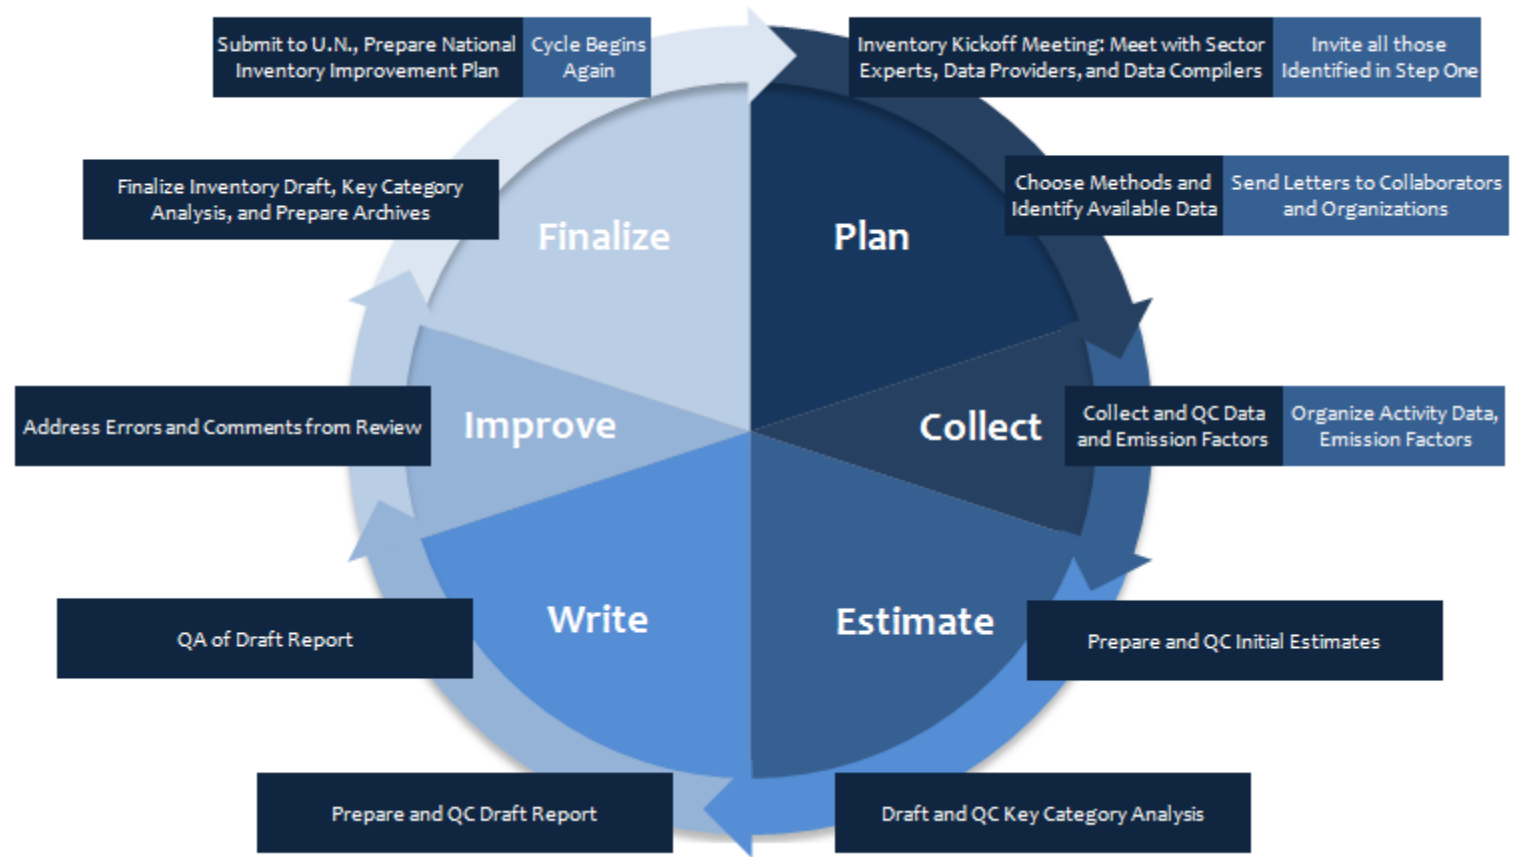 Submit to U.N., Prepare National
Inventory Improvement Plan
Cycle Begins
Again
Inventory Kickoff Meeting: Meet with Sector
Experts, Data Providers, and Data Compilers
Invite all those
Identified in Step One
Finalize Inventory Draft, Key Category
Analysis, and Prepare Archives
Choose Methods and
Identify Available Data
Send Letters to Collaborators
and Organizations
Finalize
Plan
Address Errors and Comments from Review
Improve
Collect
Collect and QC Data
and Emission Factors
Organize Activity Data,
Emission Factors
QA of Draft Report
Write
Estimate
Prepare and QC Initial Estimates
Prepare and QC Draft Report
Draft and QC Key Category Analysis